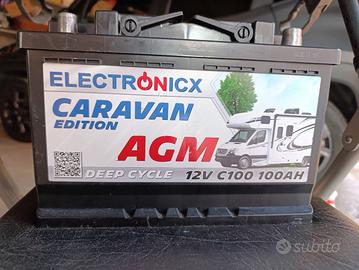 ELECTRONICX
CARAVAN
EDITION
AGM
DEEP CYCLE 12V C100 100AH
subito